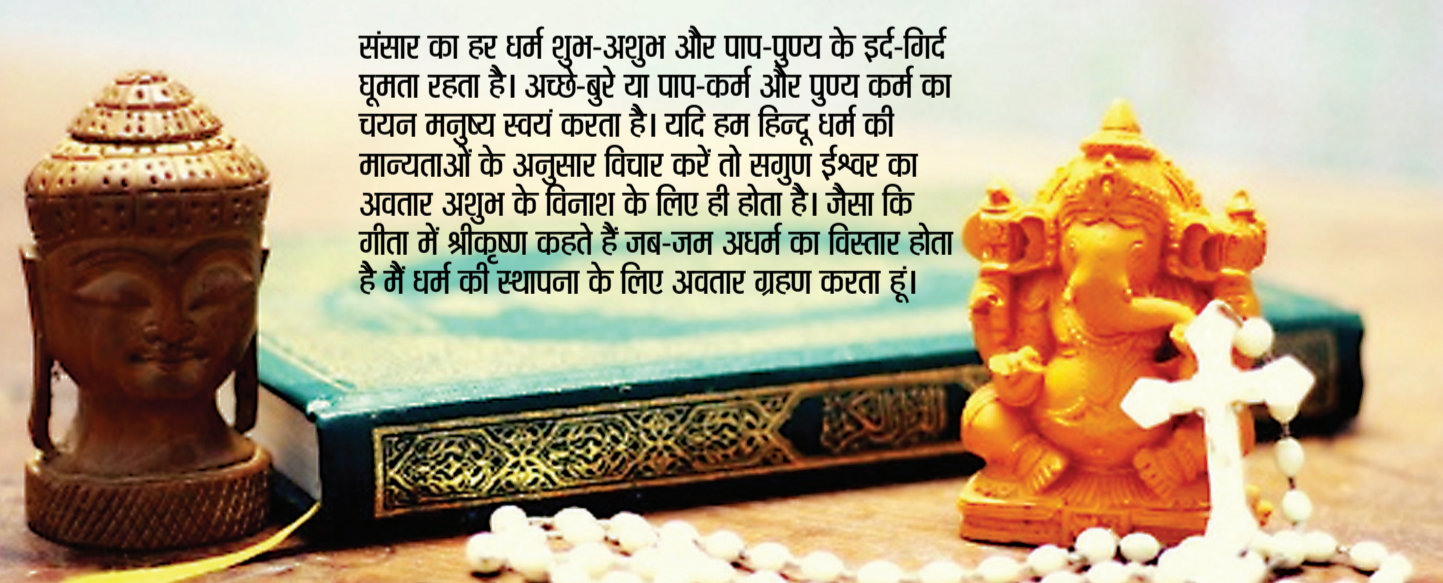 संसार का हर धर्म शुभ-अशुभ और पाप-पुण्य के इर्द-गिर्द
घूमता रहता है। अच्छे-बुरे या पाप-कर्म और पुण्य कर्म का
चयन मनुष्य स्वयं करता है। यदि हम हिन्दू धर्म की
मान्यताओं के अनुसार विचार करें तो सगुण ईश्वर का
अवतार अशुभ के विनाश के लिए ही होता है। जैसा कि
गीता में श्रीकृष्ण कहते हैं जब-जम अधर्म का विस्तार होता
है मैं धर्म की स्थापना के लिए अवतार ग्रहण करता हूं।